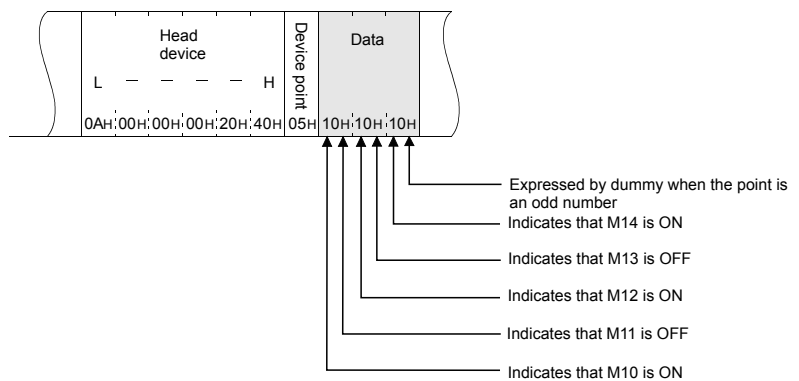 Head
device
L – – – – H
Device point
Data
0AH 00H 00H 00H 20H 40H 05H 10H 10H 10H
Expressed by dummy when the point is
an odd number
Indicates that M14 is ON
Indicates that M13 is OFF
Indicates that M12 is ON
Indicates that M11 is OFF
Indicates that M10 is ON